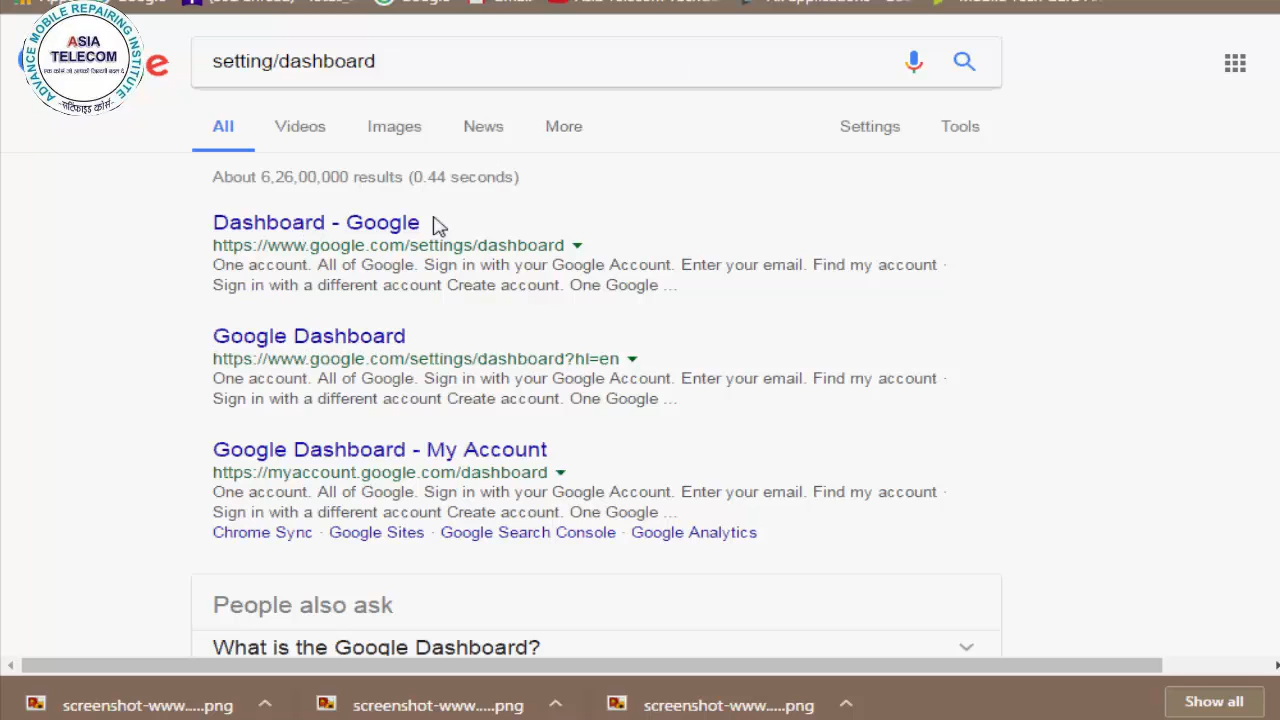 ADVANCE MOBILE REPAIRING INSTITUTE
ASIA
TELECOM
सर्टिफाइड कोर्स
e
setting/dashboard
All Videos Images News More Settings Tools
About 6,26,00,000 results (0.44 seconds)
Dashboard - Google
https://www.google.com/settings/dashboard
One account. All of Google. Sign in with your Google Account. Enter your email. Find my account ·
Sign in with a different account Create account. One Google ...
Google Dashboard
https://www.google.com/settings/dashboard?hl=en
One account. All of Google. Sign in with your Google Account. Enter your email. Find my account ·
Sign in with a different account Create account. One Google ...
Google Dashboard - My Account
https://myaccount.google.com/dashboard
One account. All of Google. Sign in with your Google Account. Enter your email. Find my account ·
Sign in with a different account Create account. One Google ...
Chrome Sync · Google Sites · Google Search Console · Google Analytics
People also ask
What is the Google Dashboard?
screenshot-www.....png screenshot-www.....png screenshot-www.....png Show all